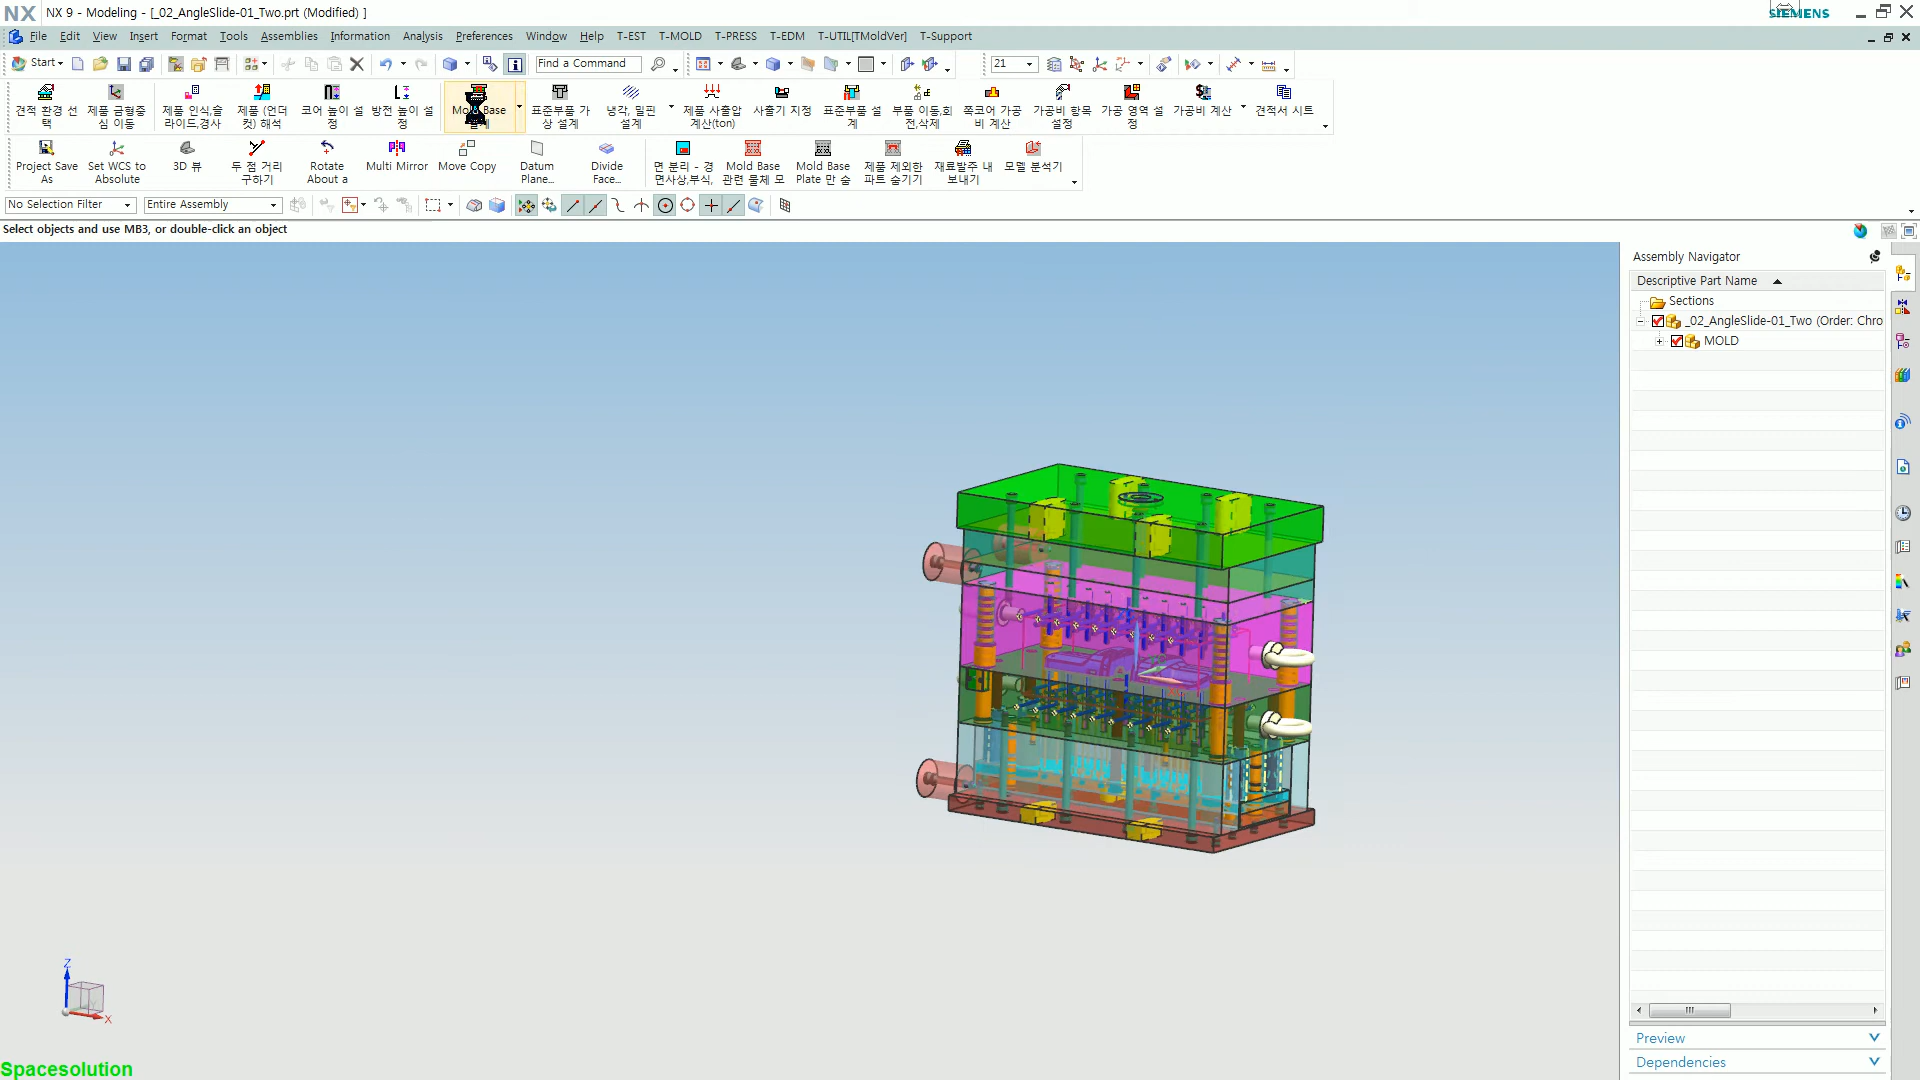 NX NX 9 - Modeling - [_02_AngleSlide-01_Two.prt (Modified) ] SIEMENS
File Edit View Insert Format Tools Assemblies Information Analysis Preferences Window Help T-EST T-MOLD T-PRESS T-EDM T-UTIL[TMoldVer] T-Support
Start Find a Command 21
견적 환경 선택
제품 금형중심 이동
제품 인식,슬라이드,경사
제품 (언더컷) 해석
코어 높이 설정
방전 높이 설정
Base
표준부품 가상 설계
냉각, 밀핀 설계
제품 사출압 계산(ton)
사출기 지정
표준부품 설계
부품 이동,회전,삭제
쪽코어 가공비 계산
가공비 항목 설정
가공 영역 설정
가공비 계산
견적서 시트
Project Save As
Set WCS to Absolute
3D 뷰
두 점 거리 구하기
Rotate About a
Multi Mirror
Move Copy
Datum Plane...
Divide Face...
면 분리 - 경면사상,부식,
Mold Base 관련 물체 모
Mold Base Plate 만 숨
제품 제외한 파트 숨기기
재료발주 내보내기
모델 분석기
No Selection Filter Entire Assembly
Select objects and use MB3, or double-click an object
Assembly Navigator
Descriptive Part Name
Sections
_02_AngleSlide-01_Two (Order: Chro
MOLD
Z
X
Preview
Dependencies
Spacesolution